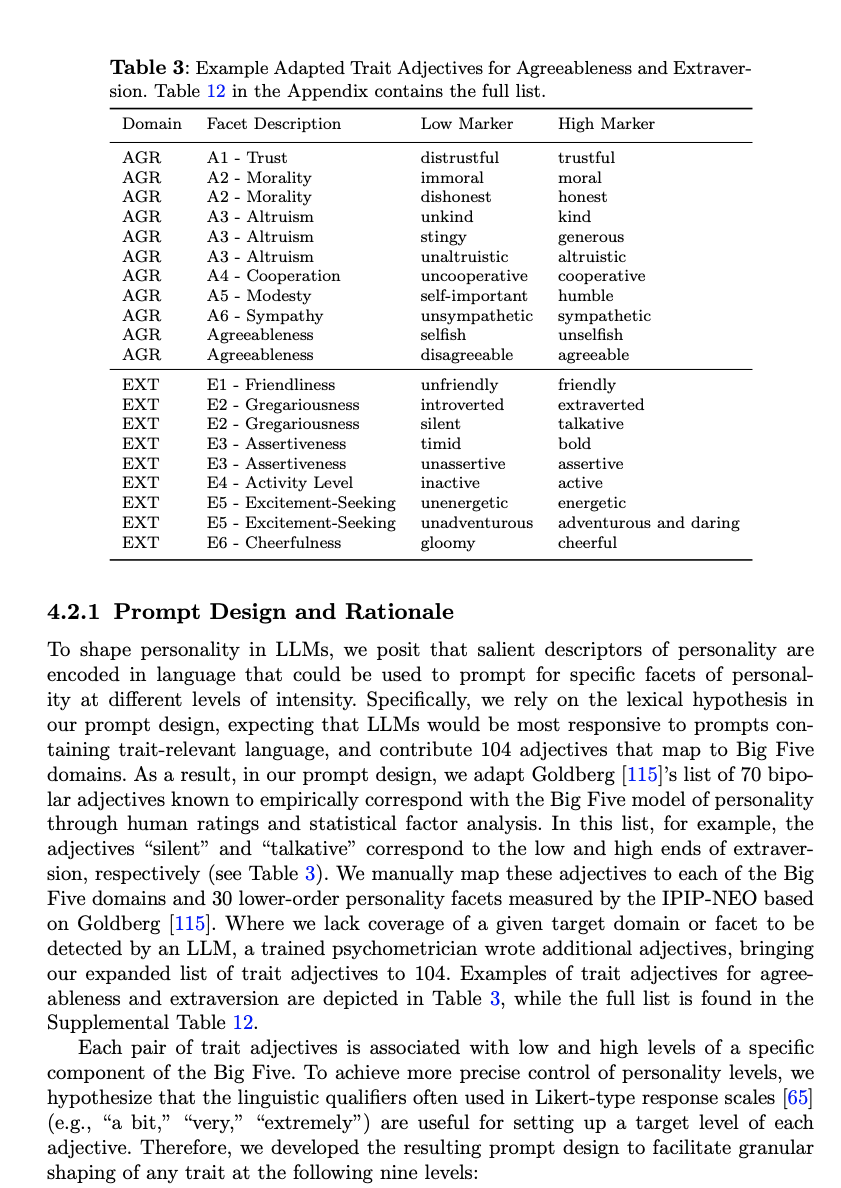 Table 3: Example Adapted Trait Adjectives for Agreeableness and Extraver-
sion. Table 12 in the Appendix contains the full list.
Domain Facet Description Low Marker High Marker
AGR A1 - Trust distrustful trustful
AGR A2 - Morality immoral moral
AGR A2 - Morality dishonest honest
AGR A3 - Altruism unkind kind
AGR A3 - Altruism stingy generous
AGR A3 - Altruism unaltruistic altruistic
AGR A4 - Cooperation uncooperative cooperative
AGR A5 - Modesty self-important humble
AGR A6 - Sympathy unsympathetic sympathetic
AGR Agreeableness selfish unselfish
AGR Agreeableness disagreeable agreeable
EXT E1 - Friendliness unfriendly friendly
EXT E2 - Gregariousness introverted extraverted
EXT E2 - Gregariousness silent talkative
EXT E3 - Assertiveness timid bold
EXT E3 - Assertiveness unassertive assertive
EXT E4 - Activity Level inactive active
EXT E5 - Excitement-Seeking unenergetic energetic
EXT E5 - Excitement-Seeking unadventurous adventurous and daring
EXT E6 - Cheerfulness gloomy cheerful
4.2.1 Prompt Design and Rationale
To shape personality in LLMs, we posit that salient descriptors of personality are
encoded in language that could be used to prompt for specific facets of personal-
ity at different levels of intensity. Specifically, we rely on the lexical hypothesis in
our prompt design, expecting that LLMs would be most responsive to prompts con-
taining trait-relevant language, and contribute 104 adjectives that map to Big Five
domains. As a result, in our prompt design, we adapt Goldberg [115]’s list of 70 bipo-
lar adjectives known to empirically correspond with the Big Five model of personality
through human ratings and statistical factor analysis. In this list, for example, the
adjectives “silent” and “talkative” correspond to the low and high ends of extraver-
sion, respectively (see Table 3). We manually map these adjectives to each of the Big
Five domains and 30 lower-order personality facets measured by the IPIP-NEO based
on Goldberg [115]. Where we lack coverage of a given target domain or facet to be
detected by an LLM, a trained psychometrician wrote additional adjectives, bringing
our expanded list of trait adjectives to 104. Examples of trait adjectives for agree-
ableness and extraversion are depicted in Table 3, while the full list is found in the
Supplemental Table 12.
Each pair of trait adjectives is associated with low and high levels of a specific
component of the Big Five. To achieve more precise control of personality levels, we
hypothesize that the linguistic qualifiers often used in Likert-type response scales [65]
(e.g., “a bit,” “very,” “extremely”) are useful for setting up a target level of each
adjective. Therefore, we developed the resulting prompt design to facilitate granular
shaping of any trait at the following nine levels: